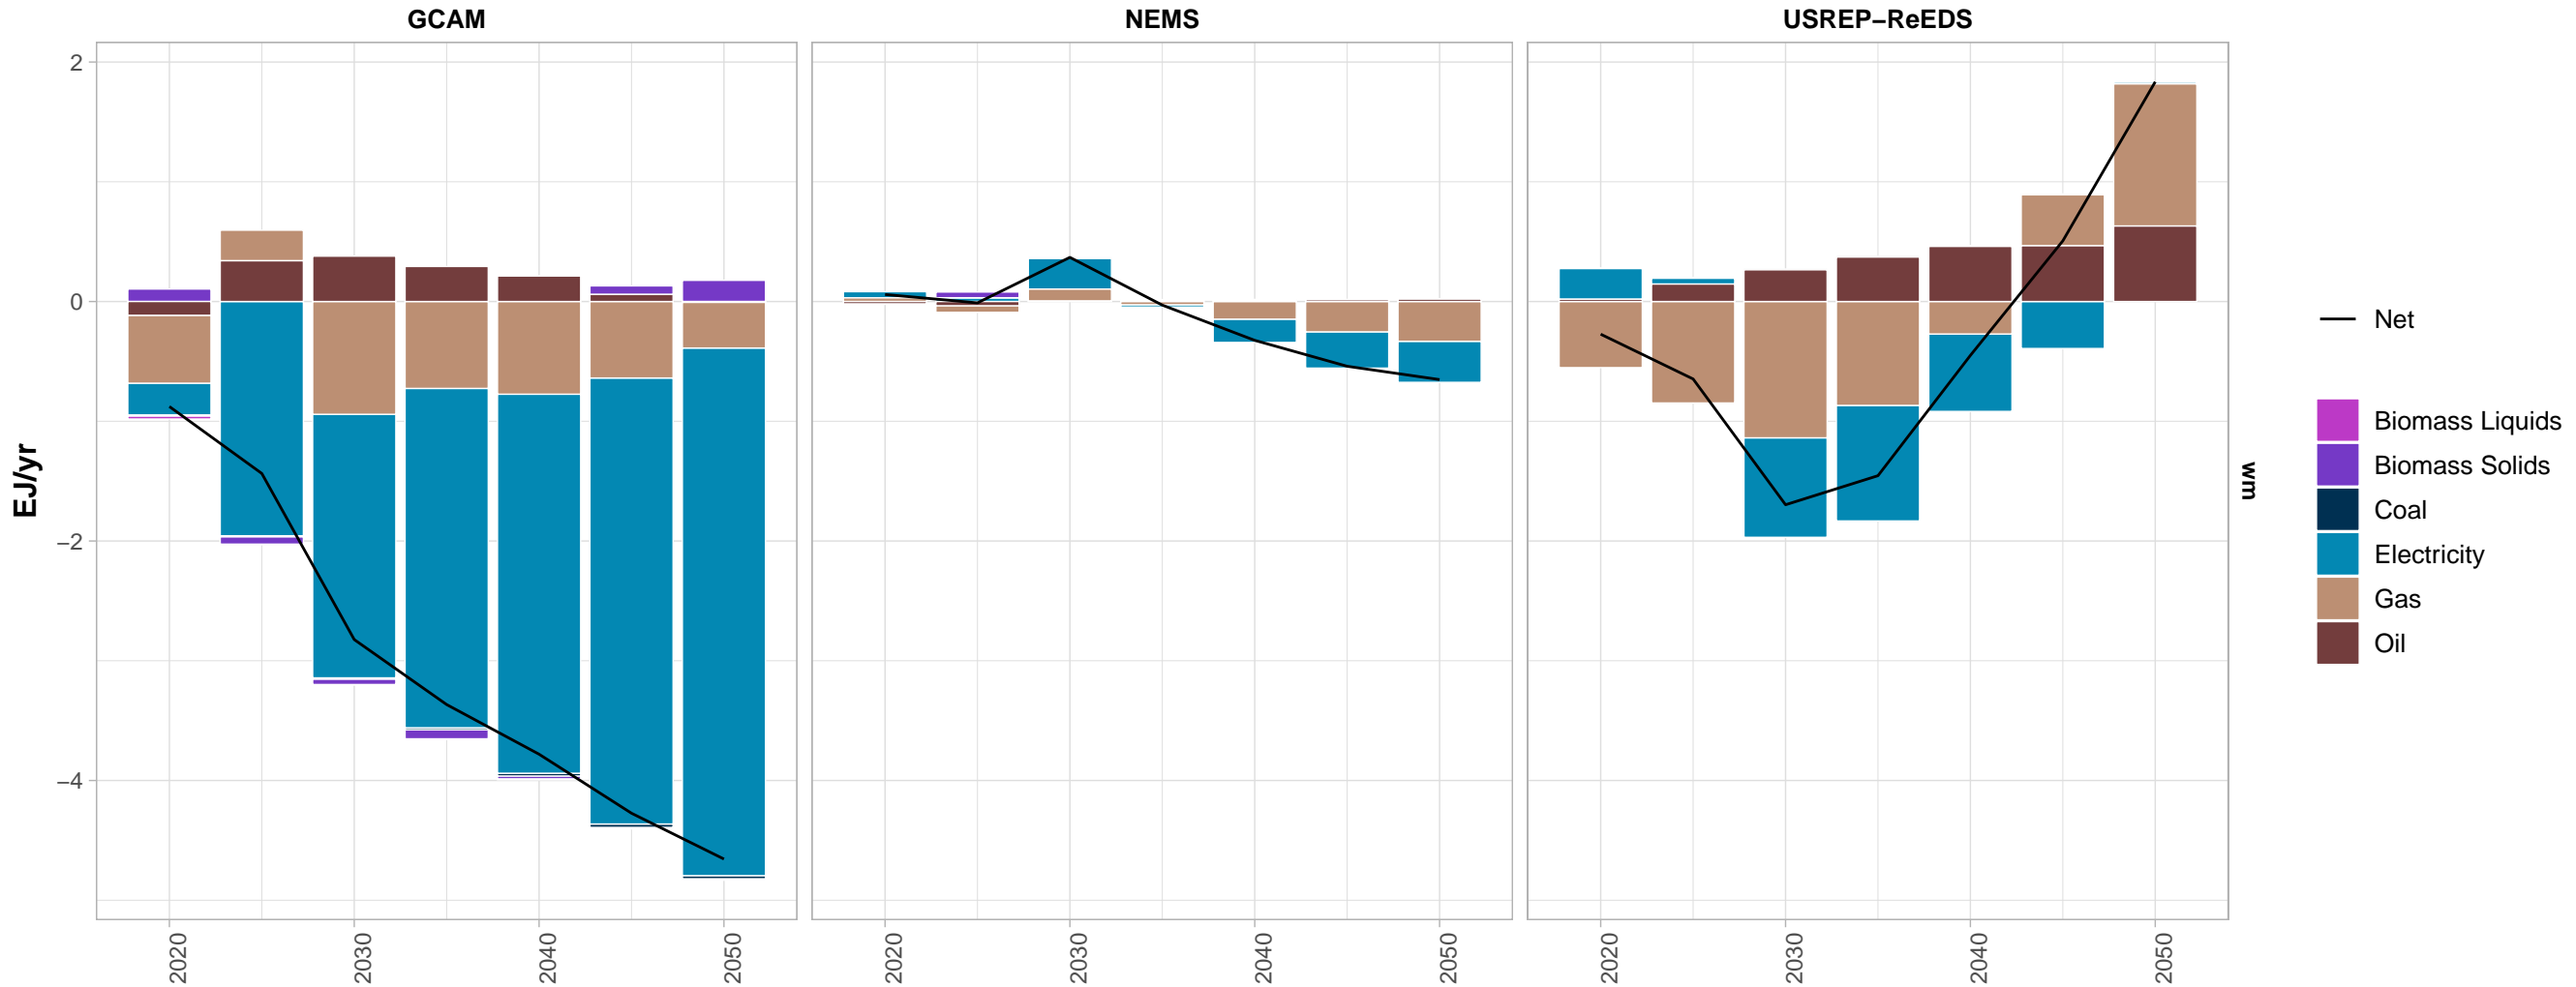 GCAM
NEMS
USREP−ReEDS
2
0
−2
−4
EJ/yr
wm
2020
2030
2040
2050
2020
2030
2040
2050
2020
2030
2040
2050
Net
Biomass Liquids
Biomass Solids
Coal
Electricity
Gas
Oil